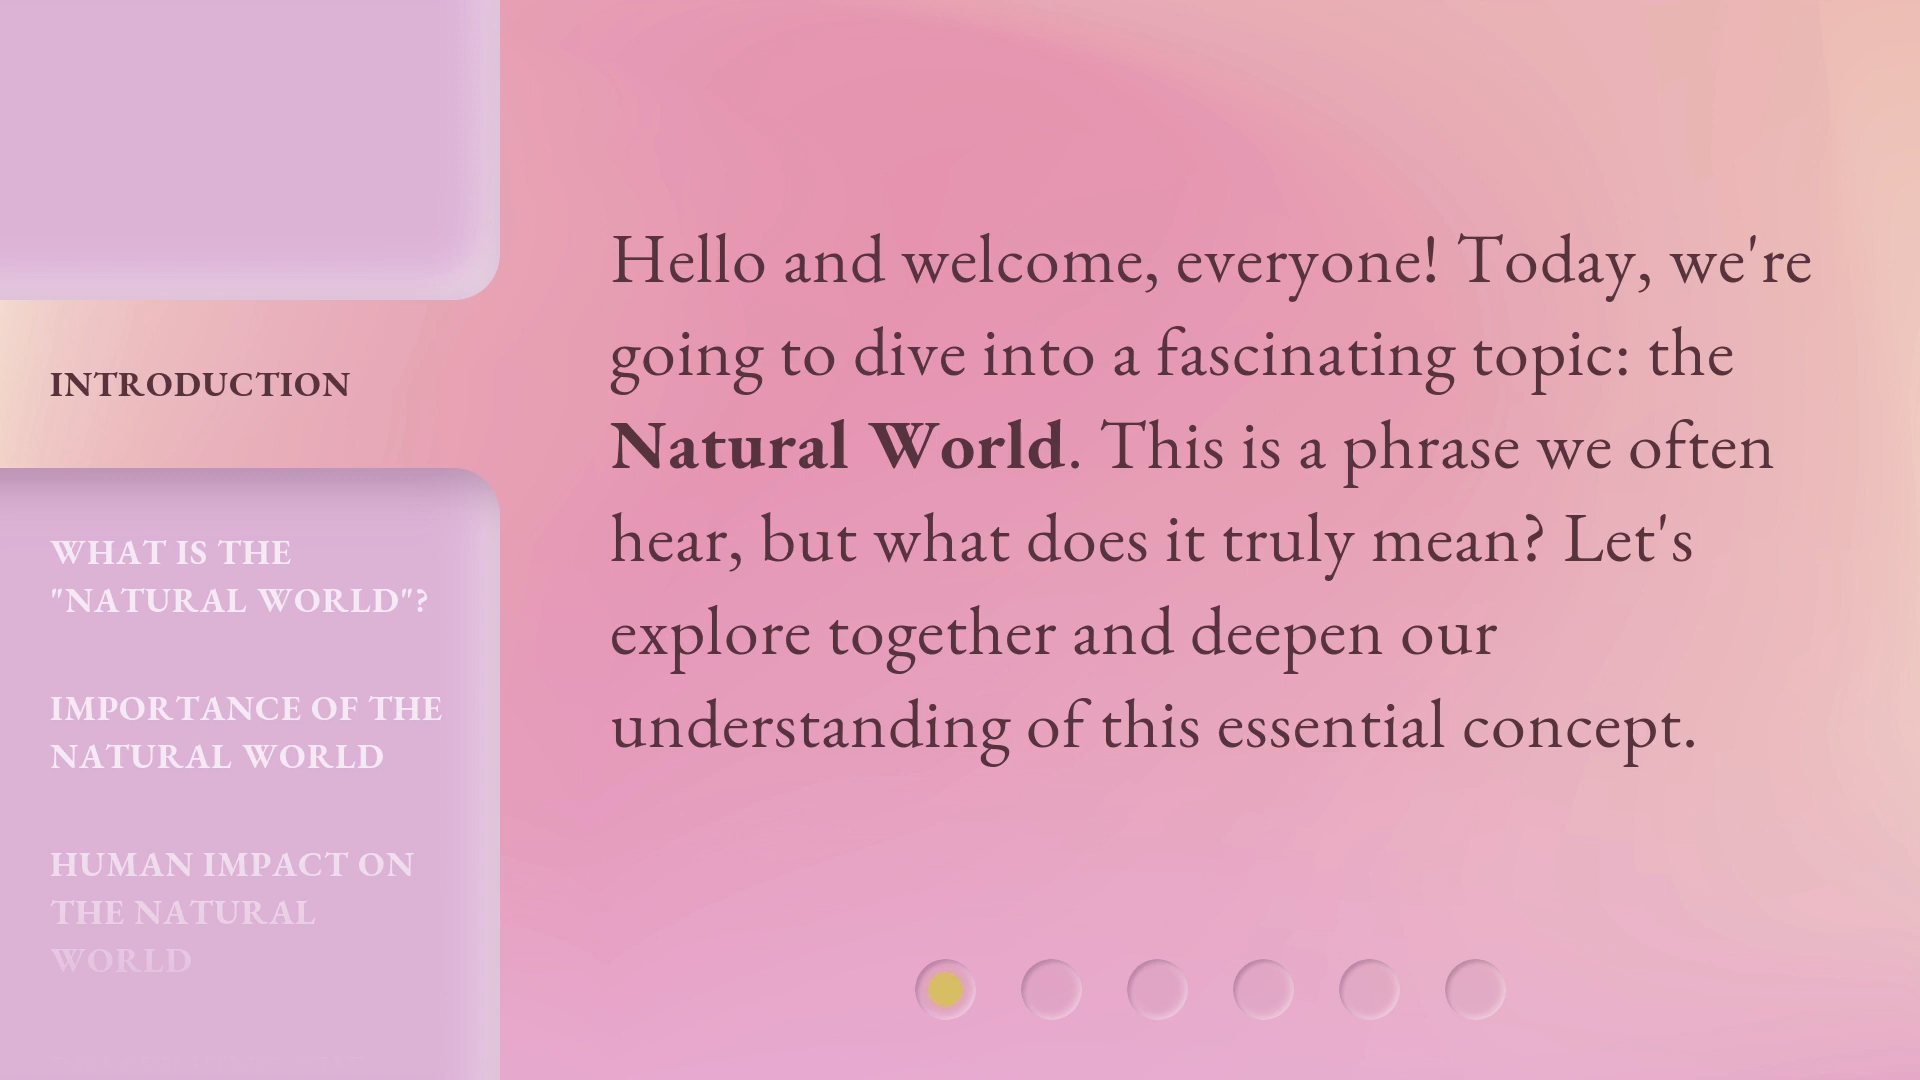 INTRODUCTION
WHAT IS THE
"NATURAL WORLD"?
IMPORTANCE OF THE
NATURAL WORLD
HUMAN IMPACT ON
THE NATURAL
WORLD
Hello and welcome, everyone! Today, we're
going to dive into a fascinating topic: the
Natural World. This is a phrase we often
hear, but what does it truly mean? Let's
explore together and deepen our
understanding of this essential concept.